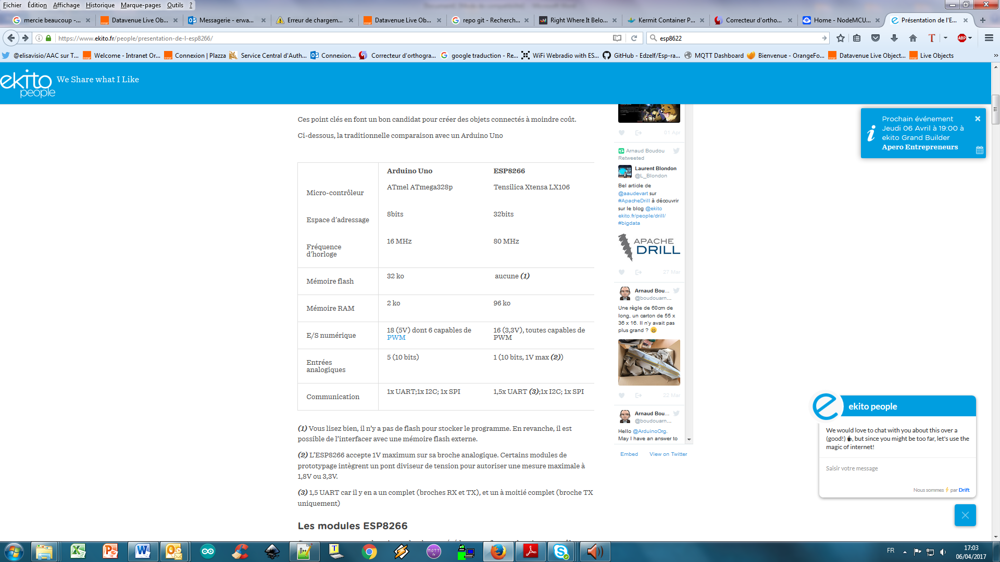 Fichier Édition Affichage Historique Marque-pages Outils ?
mercie beaucoup -...
Datavenue Live Ob...
Messagerie - erwa...
Erreur de chargem...
Datavenue Live Ob...
repo git - Recherch...
Right Where It Belo...
Kermit Container P...
Correcteur d'ortho...
Home - NodeMCU...
Présentation de l'E...
https://www.ekito.fr/people/presentation-de-l-esp8266/
esp8622
@elisavisio/AAC sur T...
Welcome - Intranet Or...
Connexion | Plazza
Service Central d'Auth...
Connexion...
Correcteur d'orthogra...
google traduction - Re...
WiFi Webradio with ES...
GitHub - Edzelf/Esp-ra...
MQTT Dashboard
Bienvenue - OrangeFo...
Datavenue Live Object...
Live Objects
ekito people
We Share what I Like
Ces point clés en font un bon candidat pour créer des objets connectés à moindre coût.
Ci-dessous, la traditionnelle comparaison avec un Arduino Uno
Arduino Uno ESP8266
Micro-contrôleur ATmel ATmega328p Tensilica Xtensa LX106
Espace d'adressage 8bits 32bits
Fréquence d'horloge 16 MHz 80 MHz
Mémoire flash 32 ko aucune (1)
Mémoire RAM 2 ko 96 ko
E/S numérique 18 (5V) dont 6 capables de PWM 16 (3,3V), toutes capables de PWM
Entrées analogiques 5 (10 bits) 1 (10 bits, 1V max (2))
Communication 1x UART;1x I2C; 1x SPI 1,5x UART (3);1x I2C; 1x SPI
(1) Vous lisez bien, il n'y a pas de flash pour stocker le programme. En revanche, il est
possible de l'interfacer avec une mémoire flash externe.
(2) L'ESP8266 accepte 1V maximum sur sa broche analogique. Certains modules de
prototypage intègrent un pont diviseur de tension pour autoriser une mesure maximale à
1,8V ou 3,3V.
(3) 1,5 UART car il y en a un complet (broches RX et TX), et un à moitié complet (broche TX
uniquement)
Les modules ESP8266
01 Apr
Arnaud Boudou
Retweeted
Laurent Blondon
@L_Blondon
Bel article de
@aaudevart sur
#ApacheDrill à découvrir
sur le blog @ekito
ekito.fr/people/drill/
#bigdata
APACHE
DRILL
27 Mar
Arnaud Bou...
@boudouarn...
Une règle de 60cm de
long, un carton de 55 x
36 x 16. Il n'y avait pas
plus grand ?
22 Mar
Arnaud Bou...
@boudouarn...
Hello @ArduinoOrg.
May I have an answer to
Embed View on Twitter
Prochain événement
Jeudi 06 Avril à 19:00 à
ekito Grand Builder
Apero Entrepreneurs
ekito people
We would love to chat with you about this over a
(good!) , but since you might be too far, let's use the
magic of internet!
Saisir votre message
Nous sommes par Drift
FR
17:03
06/04/2017